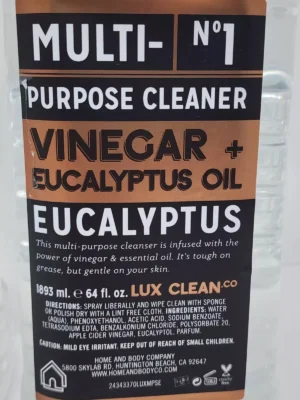 MULTI-
Nº1
PURPOSE CLEANER
VINEGAR +
EUCALYPTUS OIL
EUCALYPTUS
This multi-purpose cleanser is infused with the
power of vinegar & essential oil. It's tough on
grease, but gentle on your skin.
1893 ml. e 64 fl. oz. LUX CLEAN.CO
DIRECTIONS: SPRAY LIBERALLY AND WIPE CLEAN WITH SPONGE
OR POLISH DRY WITH A LINT FREE CLOTH. INGREDIENTS: WATER
(AQUA), PHENOXYETHANOL, ACETIC ACID, SODIUM BENZOATE,
TETRASODIUM EDTA, BENZALKONIUM CHLORIDE, POLYSORBATE 20,
APPLE CIDER VINEGAR, EUCALYPTOL, PARFUM.
CAUTION. MILD EYE IRRITANT. KEEP OUT OF REACH OF SMALL CHILDREN.
HOME AND BODY COMPANY
5800 SKYLAB RD. HUNTINGTON BEACH, CA. 92647
WWW.HOMEANDBODYCO.COM
24343370LUXMPSE